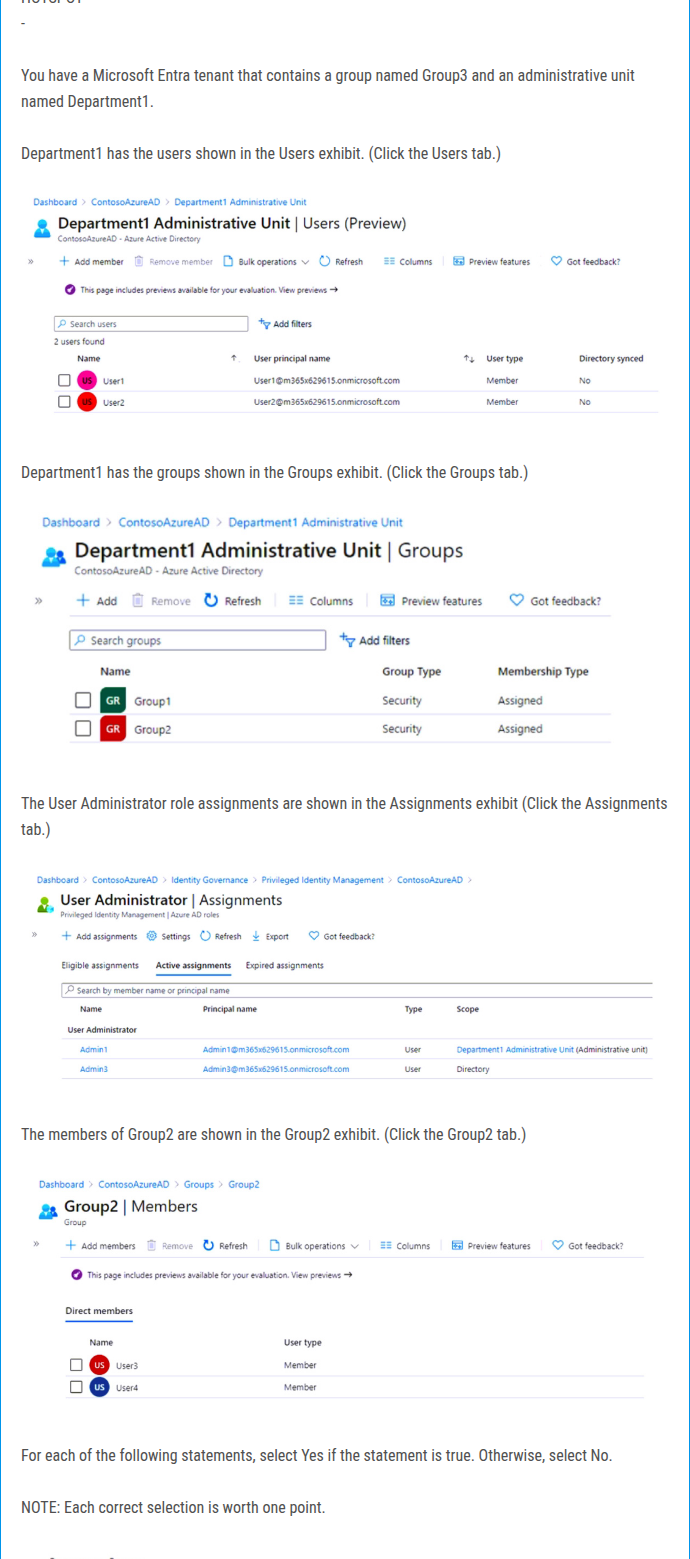 HOTSPOT
-
You have a Microsoft Entra tenant that contains a group named Group3 and an administrative unit
named Department1.
Department1 has the users shown in the Users exhibit. (Click the Users tab.)
Dashboard > ContosoAzureAD > Department1 Administrative Unit
Department1 Administrative Unit | Users (Preview)
ContosoAzureAD - Azure Active Directory
» + Add member Remove member Bulk operations Refresh Columns Preview features Got feedback?
This page includes previews available for your evaluation. View previews →
Search users Add filters
2 users found
Name ↑ User principal name ↑↓ User type Directory synced
US User1 User1@m365x629615.onmicrosoft.com Member No
US User2 User2@m365x629615.onmicrosoft.com Member No
Department1 has the groups shown in the Groups exhibit. (Click the Groups tab.)
Dashboard > ContosoAzureAD > Department1 Administrative Unit
Department1 Administrative Unit | Groups
ContosoAzureAD - Azure Active Directory
» + Add Remove Refresh Columns Preview features Got feedback?
Search groups Add filters
Name Group Type Membership Type
GR Group1 Security Assigned
GR Group2 Security Assigned
The User Administrator role assignments are shown in the Assignments exhibit (Click the Assignments
tab.)
Dashboard > ContosoAzureAD > Identity Governance > Privileged Identity Management > ContosoAzureAD >
User Administrator | Assignments
Privileged Identity Management | Azure AD roles
» + Add assignments Settings Refresh Export Got feedback?
Eligible assignments Active assignments Expired assignments
Search by member name or principal name
Name Principal name Type Scope
User Administrator
Admin1 Admin1@m365x629615.onmicrosoft.com User Department1 Administrative Unit (Administrative unit)
Admin3 Admin3@m365x629615.onmicrosoft.com User Directory
The members of Group2 are shown in the Group2 exhibit. (Click the Group2 tab.)
Dashboard > ContosoAzureAD > Groups > Group2
Group2 | Members
Group
» + Add members Remove Refresh Bulk operations Columns Preview features Got feedback?
This page includes previews available for your evaluation. View previews →
Direct members
Name User type
US User3 Member
US User4 Member
For each of the following statements, select Yes if the statement is true. Otherwise, select No.
NOTE: Each correct selection is worth one point.